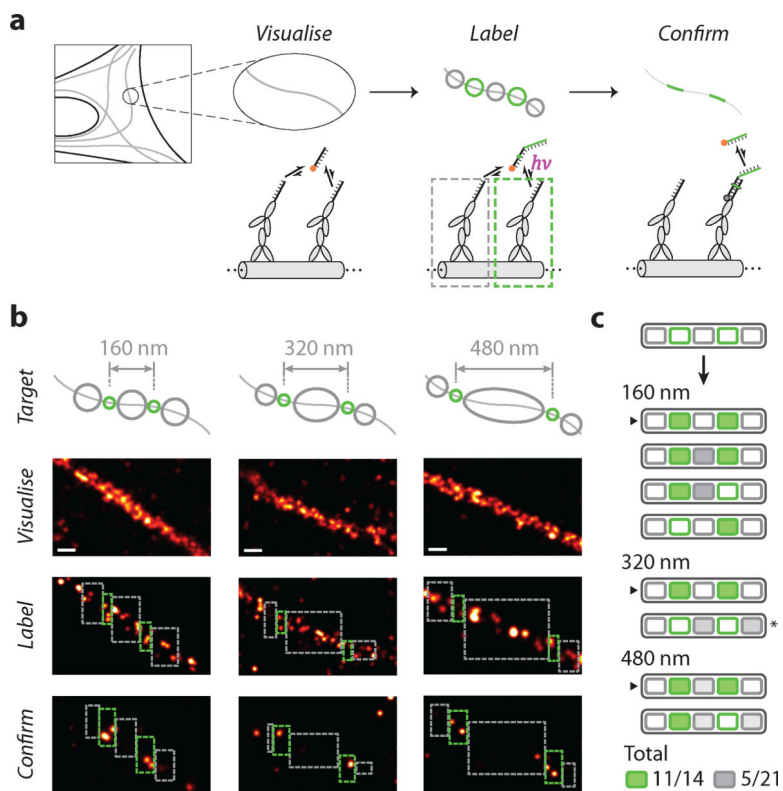 a
Visualise
Label
Confirm
hν
b
160 nm
320 nm
480 nm
Target
Visualise
Label
Confirm
c
160 nm
320 nm
*
480 nm
Total
11/14 5/21